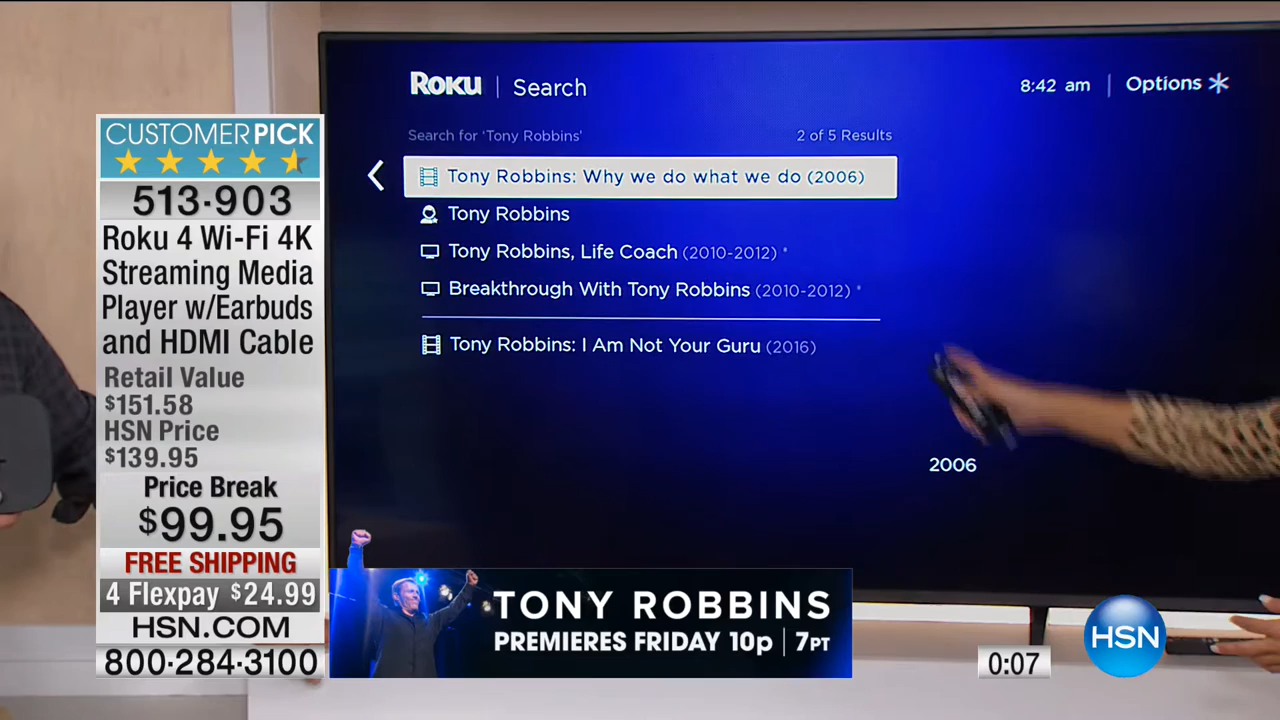 CUSTOMER PICK
513-903
Roku 4 Wi-Fi 4K
Streaming Media
Player w/Earbuds
and HDMI Cable
Retail Value
$151.58
HSN Price
$139.95
Price Break
$99.95
FREE SHIPPING
4 Flexpay $24.99
HSN.COM
800-284-3100
ROKU | Search
8:42 am | Options *
Search for 'Tony Robbins'
2 of 5 Results
Tony Robbins: Why we do what we do (2006)
Tony Robbins
Tony Robbins, Life Coach (2010-2012) *
Breakthrough With Tony Robbins (2010-2012) *
Tony Robbins: I Am Not Your Guru (2016)
2006
TONY ROBBINS
PREMIERES FRIDAY 10p | 7PT
0:07
HSN